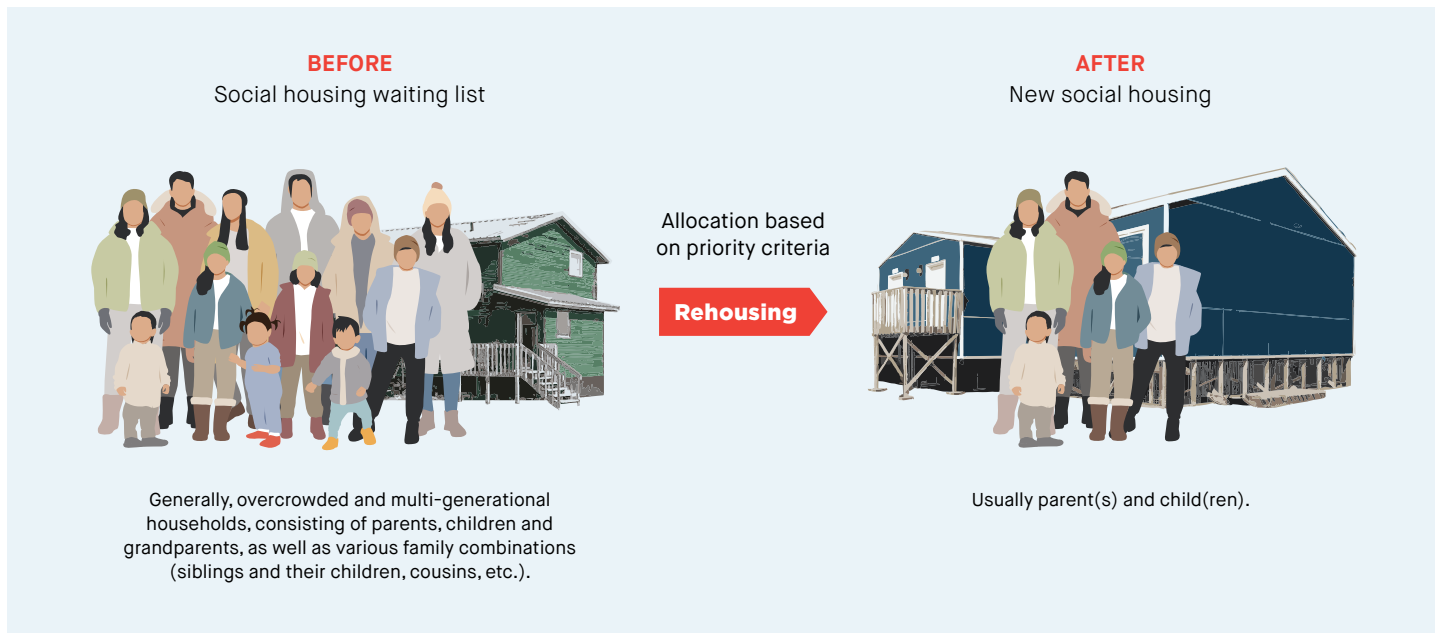 BEFORE
Social housing waiting list
AFTER
New social housing
Allocation based
on priority criteria
Rehousing
Generally, overcrowded and multi-generational
households, consisting of parents, children and
grandparents, as well as various family combinations
(siblings and their children, cousins, etc.).
Usually parent(s) and child(ren).